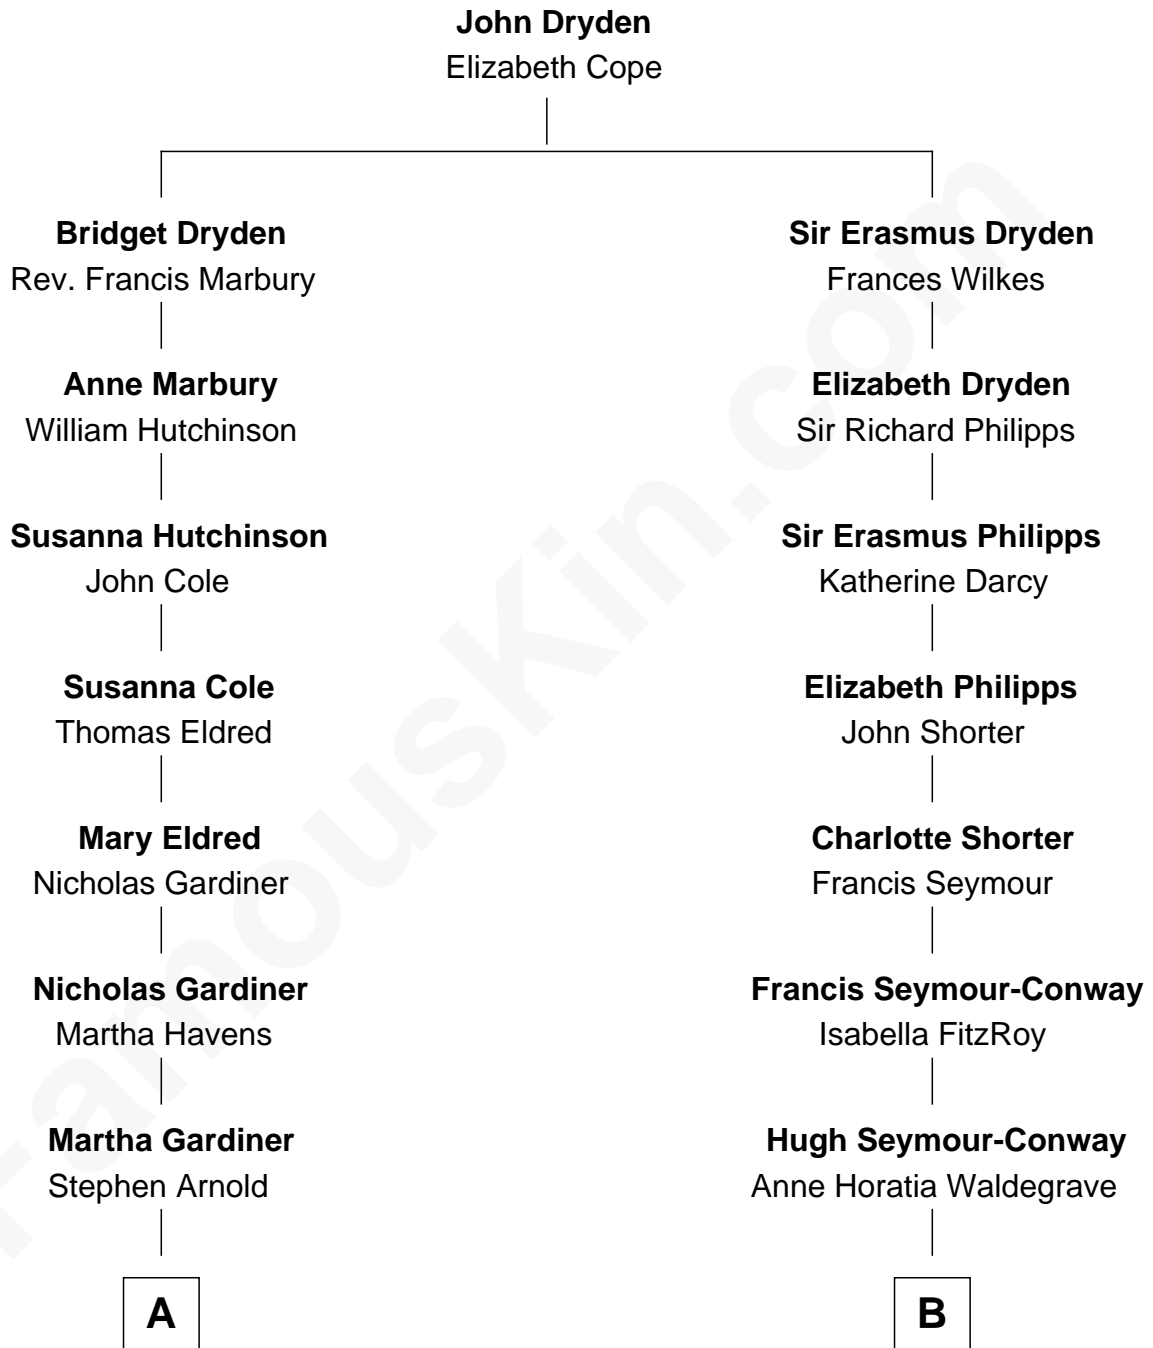 John Dryden
Elizabeth Cope
Bridget Dryden
Rev. Francis Marbury
Sir Erasmus Dryden
Frances Wilkes
Anne Marbury
William Hutchinson
Elizabeth Dryden
Sir Richard Philipps
Susanna Hutchinson
John Cole
Sir Erasmus Philipps
Katherine Darcy
Susanna Cole
Thomas Eldred
Elizabeth Philipps
John Shorter
Mary Eldred
Nicholas Gardiner
Charlotte Shorter
Francis Seymour
Nicholas Gardiner
Martha Havens
Francis Seymour-Conway
Isabella FitzRoy
Martha Gardiner
Stephen Arnold
Hugh Seymour-Conway
Anne Horatia Waldegrave
A
B
FamousKin.com